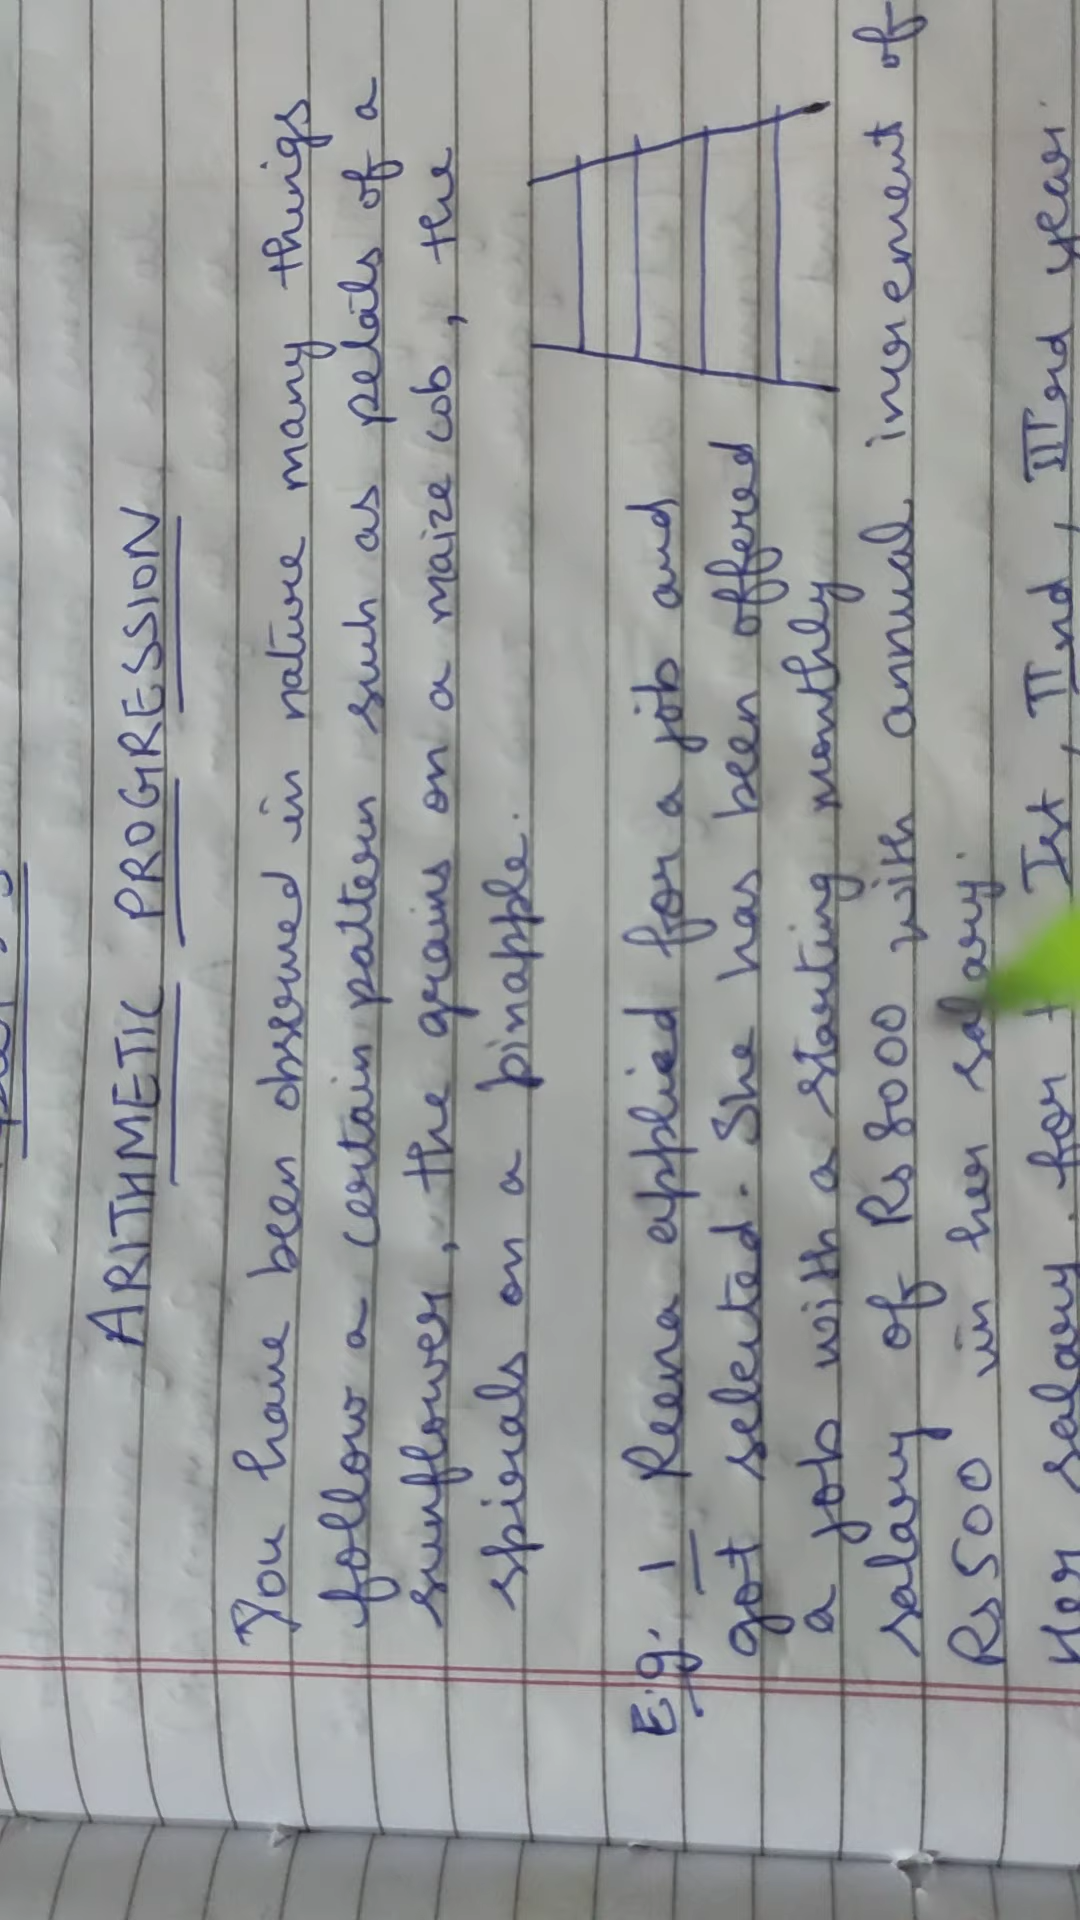 ARITHMETIC PROGRESSION
You have been observed in nature many things
follow a certain pattern such as petals of a
sunflower, the grains on a maize cob, the
spirals on a pinapple.
E.g. 1 Reena applied for a job and
got selected. She has been offered
a job with a starting monthly
salary of Rs 8000 with annual increment of
Rs 500 in her salary.
Her salary for Ist, IInd, IIIrd year